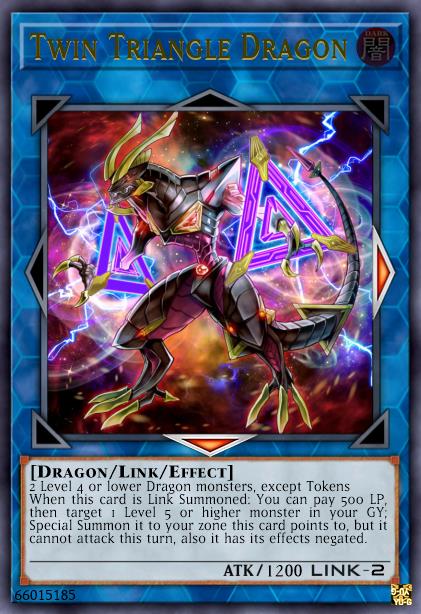 Twin Triangle Dragon
DARK
闇
[Dragon/Link/Effect]
2 Level 4 or lower Dragon monsters, except Tokens
When this card is Link Summoned: You can pay 500 LP,
then target 1 Level 5 or higher monster in your GY;
Special Summon it to your zone this card points to, but it
cannot attack this turn, also it has its effects negated.
ATK/1200 LINK-2
66015185